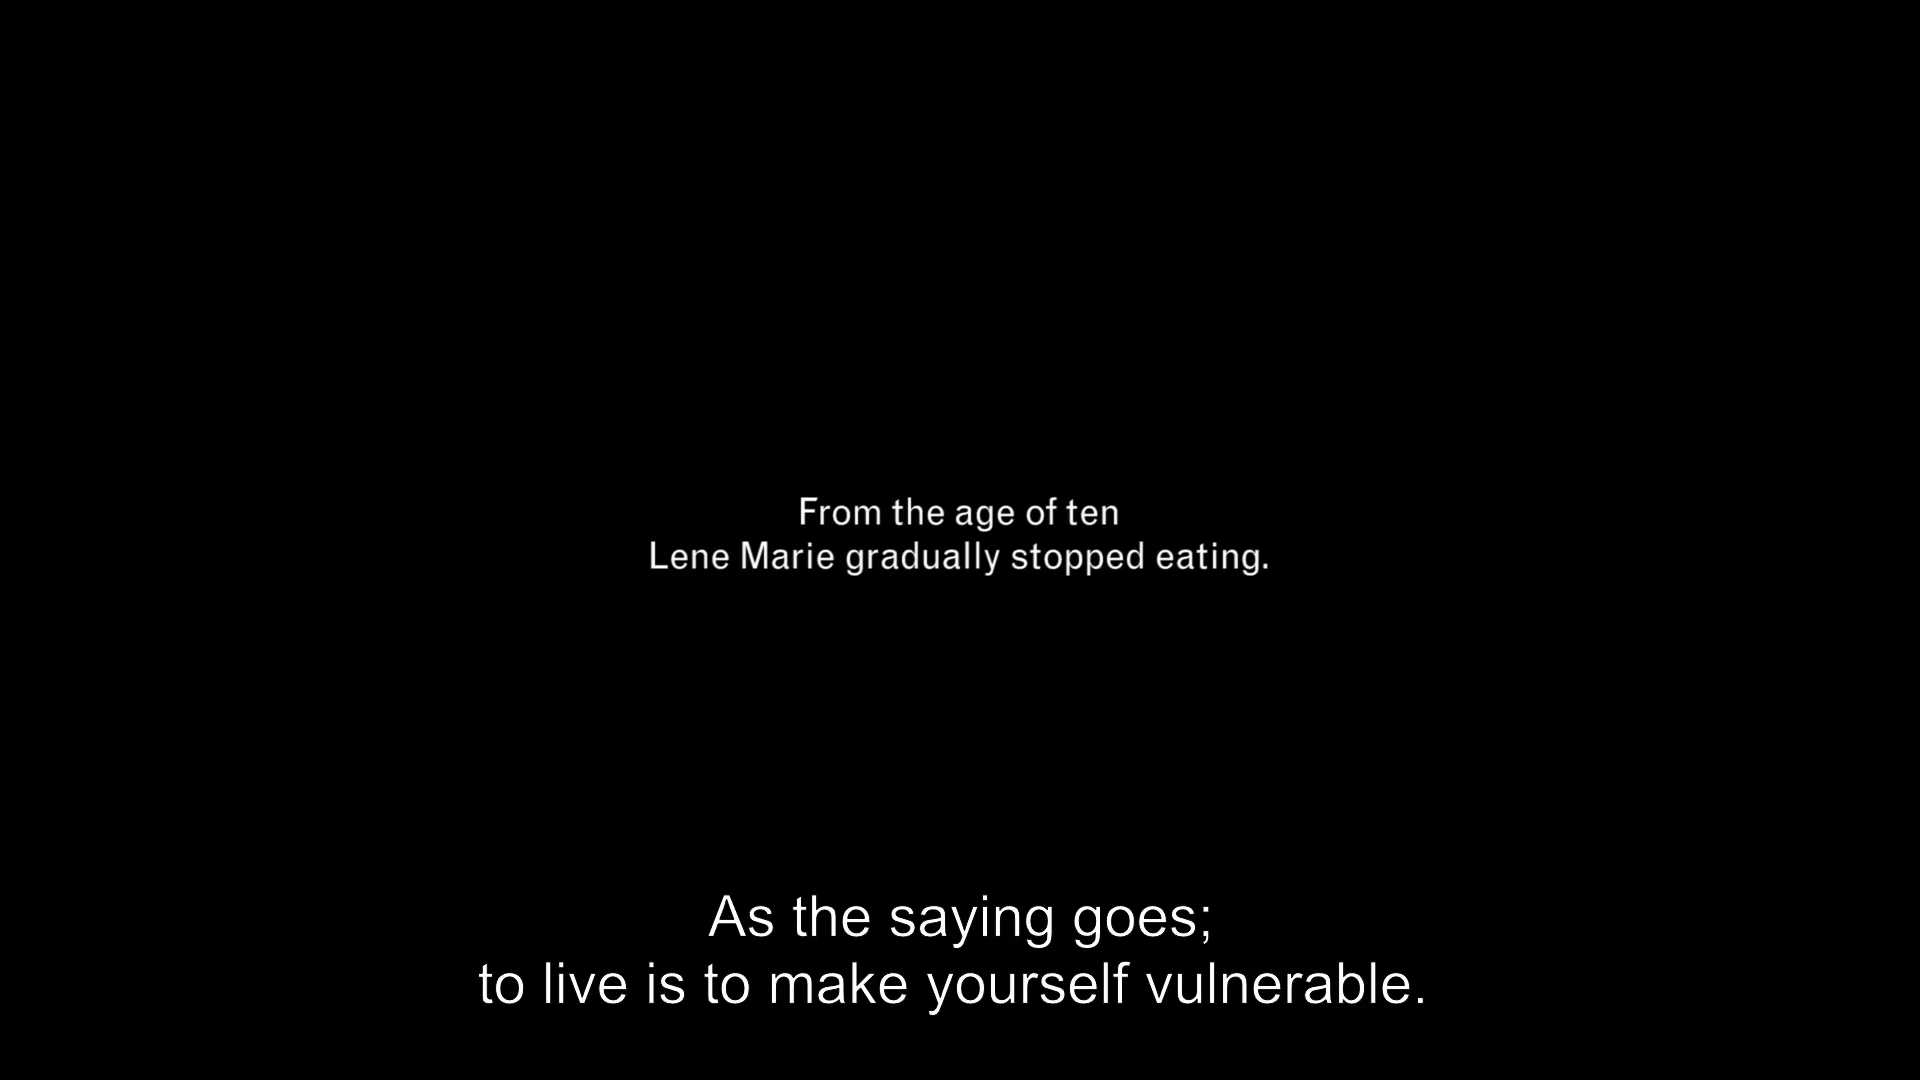 From the age of ten
Lene Marie gradually stopped eating.
As the saying goes;
to live is to make yourself vulnerable.